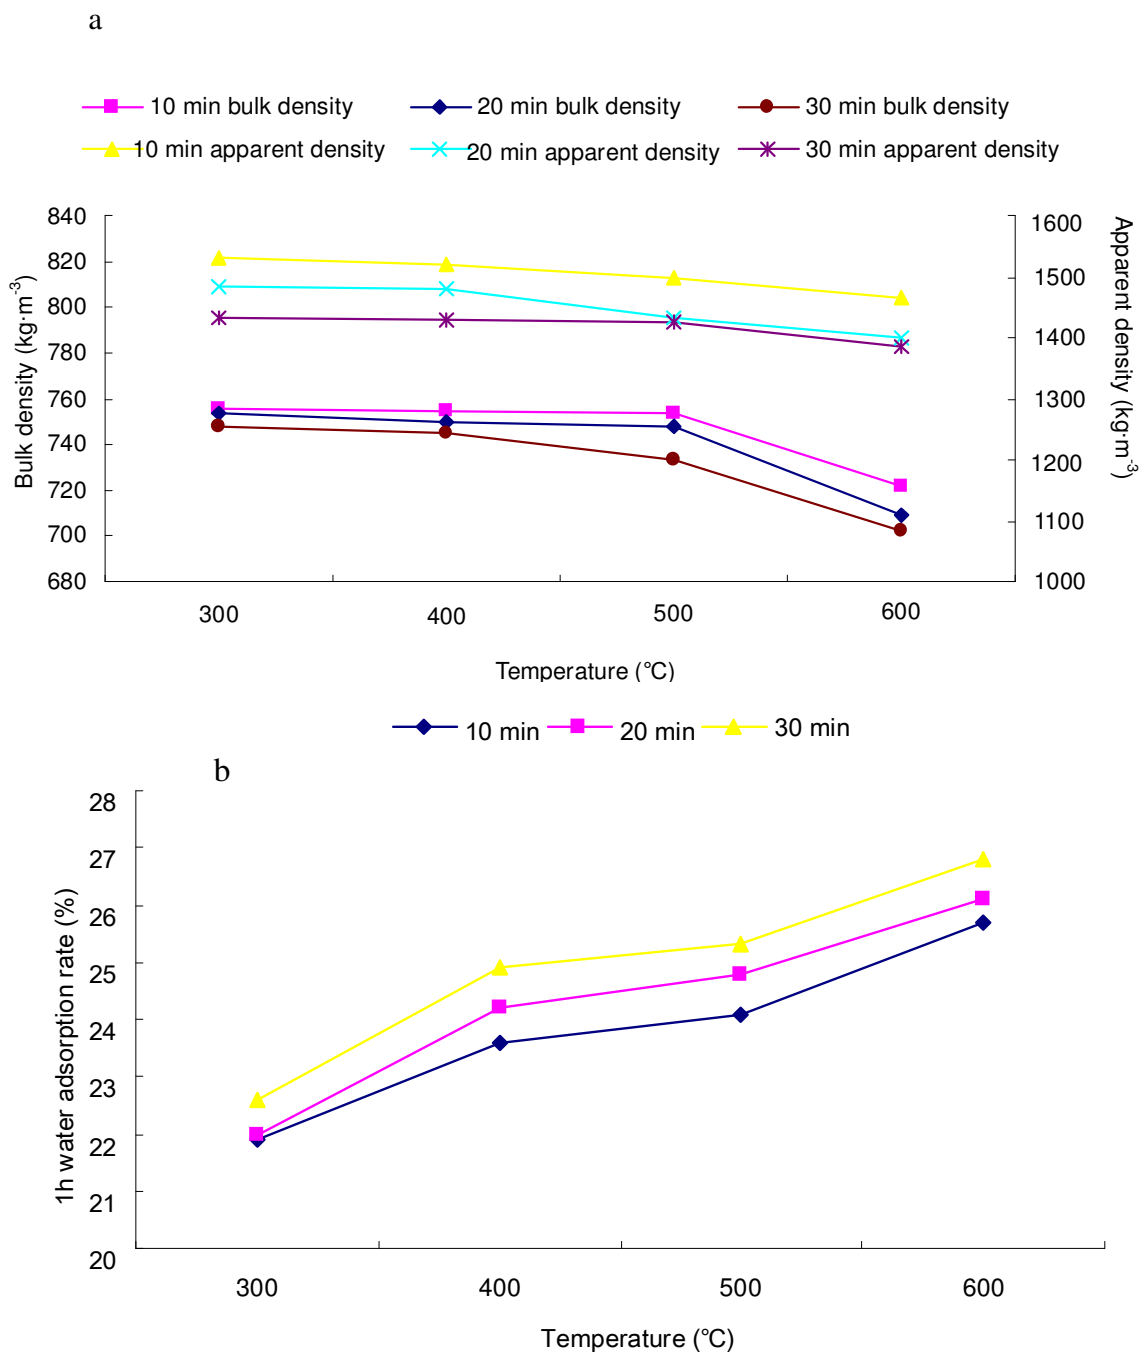 a
10 min bulk density 20 min bulk density 30 min bulk density
10 min apparent density 20 min apparent density 30 min apparent density
840
820
800
780
760
740
720
700
680
Bulk density (kg·m-3)
1600
1500
1400
1300
1200
1100
1000
Apparent density (kg·m-3)
300 400 500 600
Temperature (°C)
10 min 20 min 30 min
b
28
27
26
25
24
23
22
21
20
1h water adsorption rate (%)
300 400 500 600
Temperature (°C)